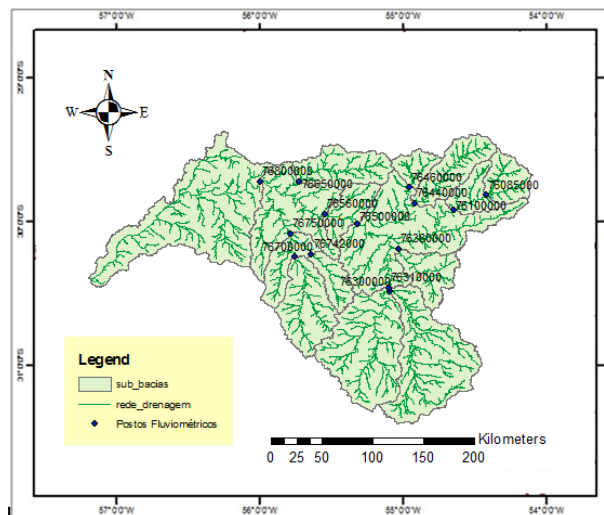 57°0'0"W 56°0'0"W 55°0'0"W 54°0'0"W
29°0'0"S
30°0'0"S
31°0'0"S
N
W E
S
76800000
76650000
76460000
76440000
76085000
76100000
76560000
76500000
76750000
76742000
76700000
76380000
76310000
76300000
Legend
sub_bacias
rede_drenagem
Postos Fluviométricos
Kilometers
0 25 50 100 150 200
57°0'0"W 56°0'0"W 55°0'0"W 54°0'0"W